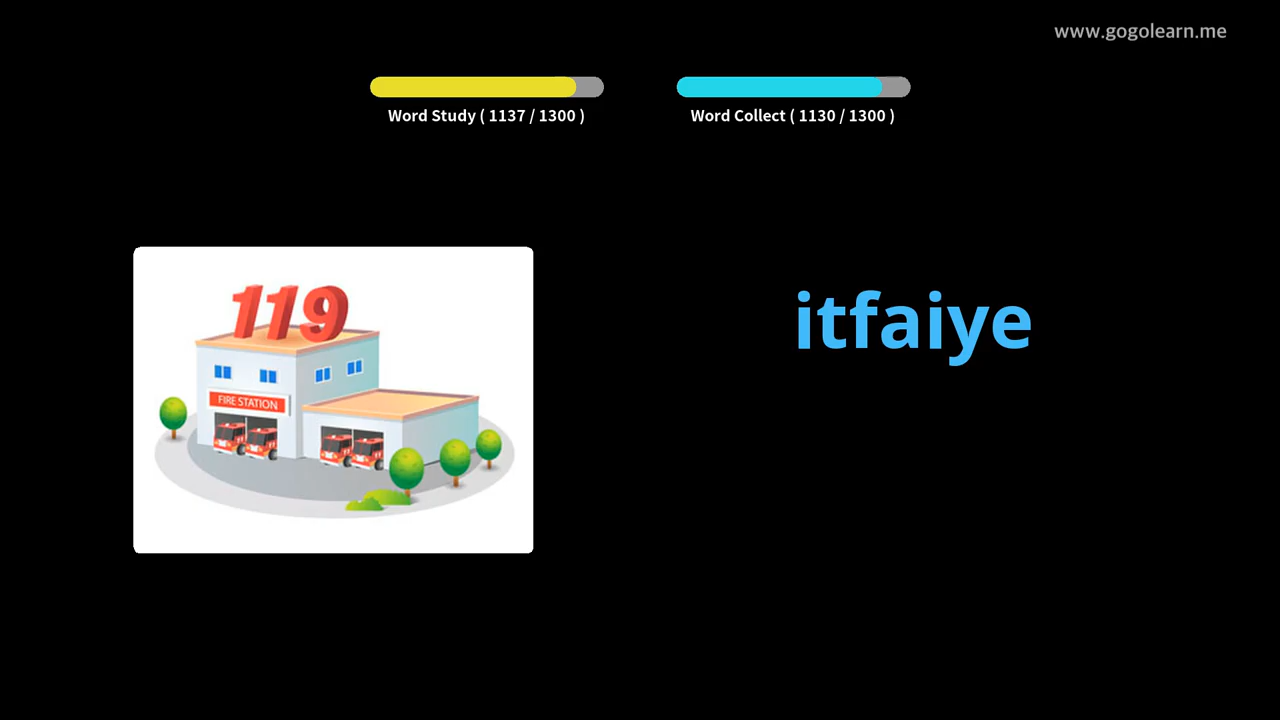 www.gogolearn.me
Word Study ( 1137 / 1300 )
Word Collect ( 1130 / 1300 )
119
FIRE STATION
itfaiye